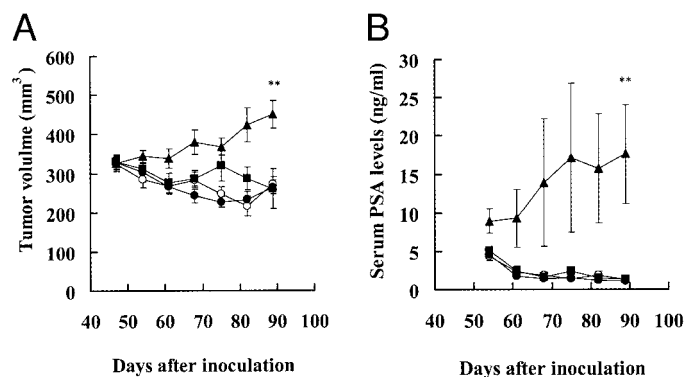 A
B
Tumor volulme (mm3)
600
500
400
300
200
100
0
**
40 50 60 70 80 90 100
Days after inoculation
Serum PSA levels (ng/ml)
30
25
20
15
10
5
0
**
40 50 60 70 80 90 100
Days after inoculation